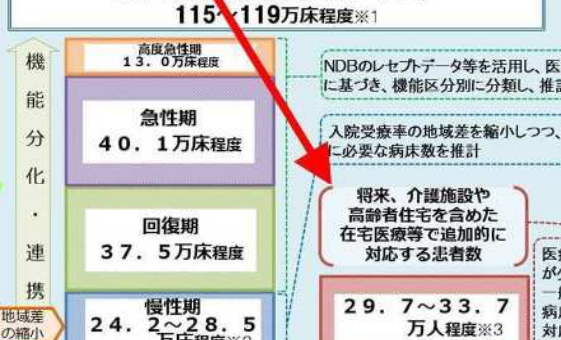 115～119万床程度※1
機能分化・連携
高度急性期
13.0万床程度
急性期
40.1万床程度
回復期
37.5万床程度
慢性期
24.2～28.5
地域差
の縮小
NDBのレセプトデータ等を活用し、医
に基づき、機能区分別に分類し、推
入院受療率の地域差を縮小しつつ、
に必要な病床数を推計
将来、介護施設や
高齢者住宅を含めた
在宅医療等で追加的に
対応する患者数
29.7～33.7
万人程度※3
医
が
一
病
対